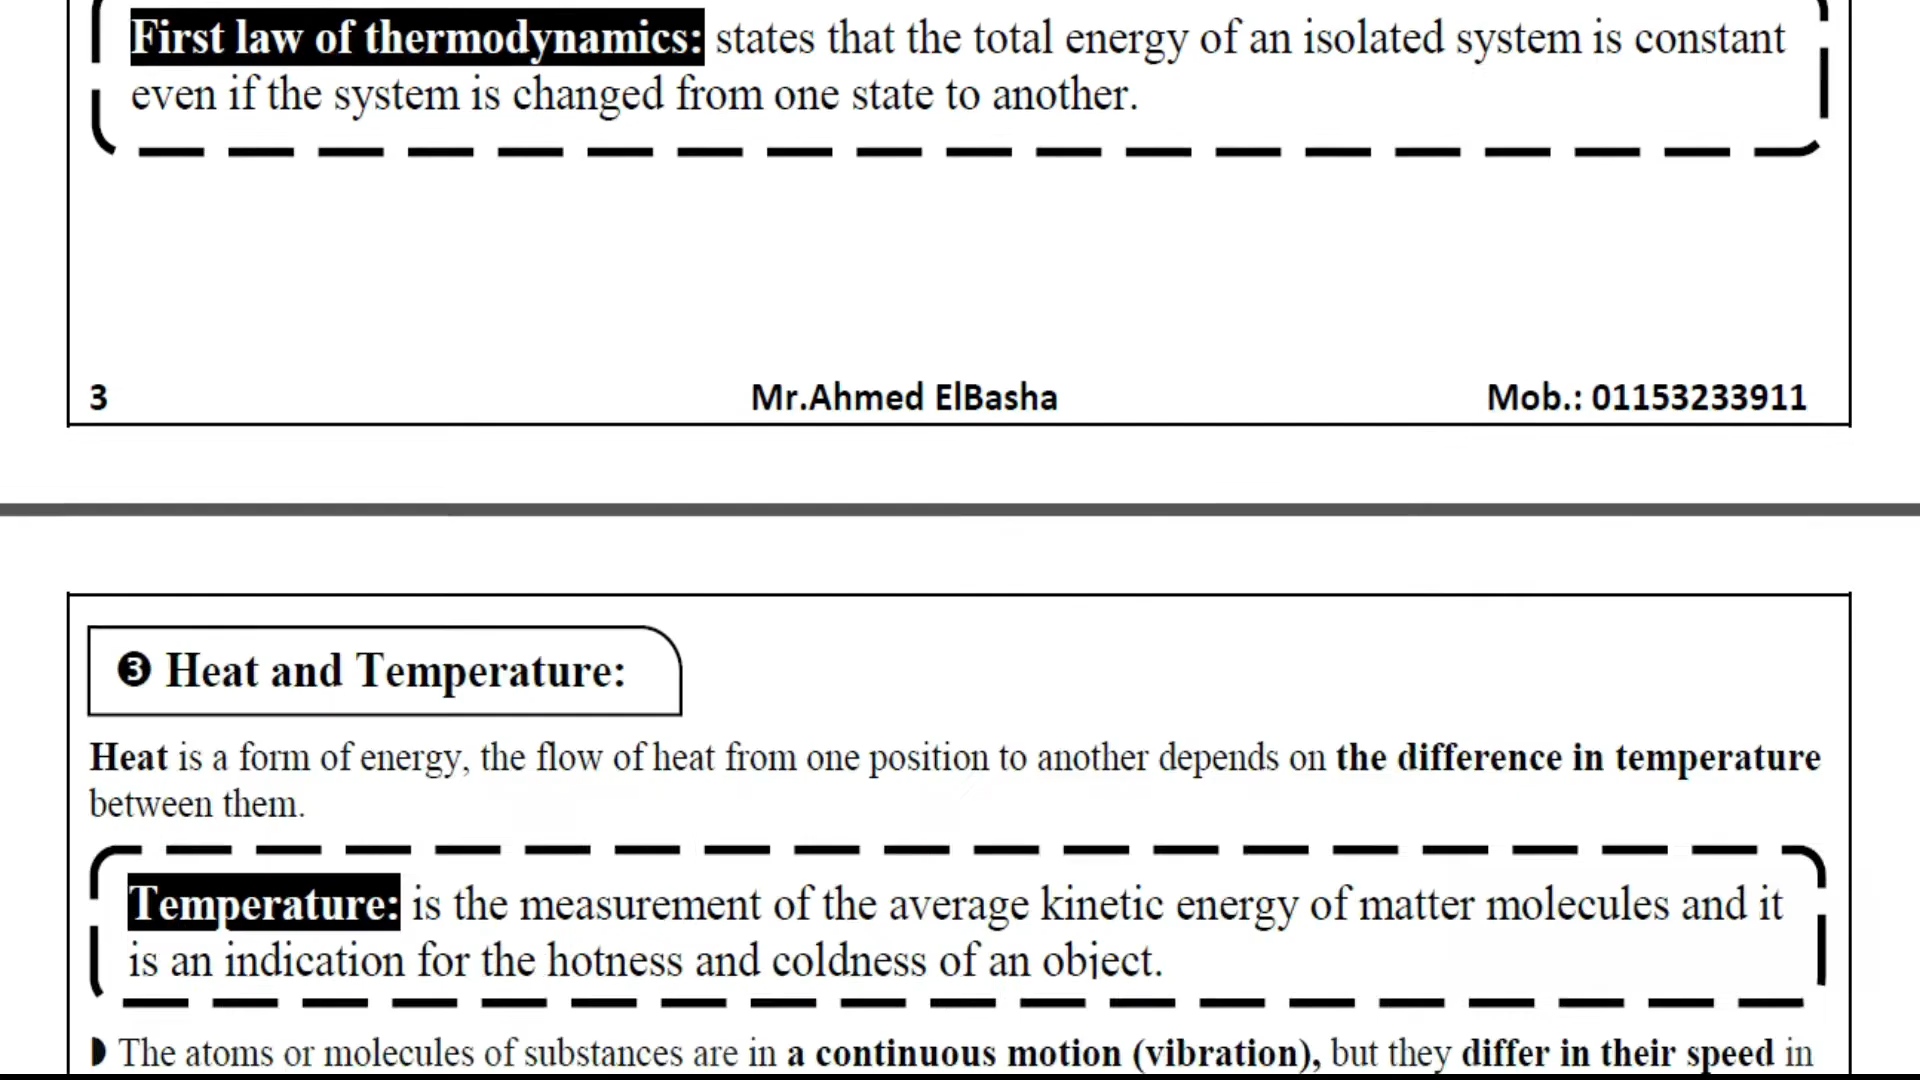 First law of thermodynamics: states that the total energy of an isolated system is constant
even if the system is changed from one state to another.
3 Mr.Ahmed ElBasha Mob.: 01153233911
❸ Heat and Temperature:
Heat is a form of energy, the flow of heat from one position to another depends on the difference in temperature
between them.
Temperature: is the measurement of the average kinetic energy of matter molecules and it
is an indication for the hotness and coldness of an object.
◗ The atoms or molecules of substances are in a continuous motion (vibration), but they differ in their speed in